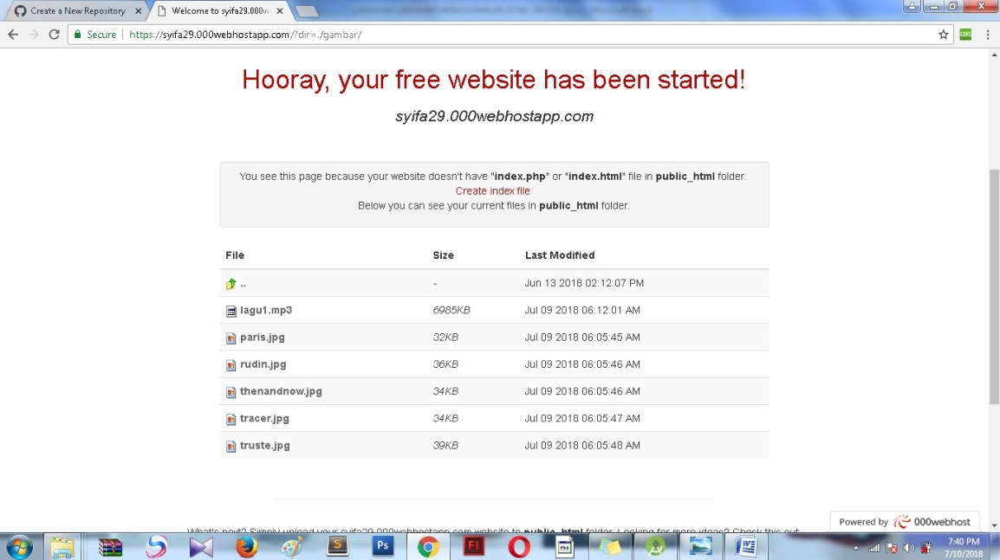 Create a New Repository
Welcome to syifa29.000w
Secure https://syifa29.000webhostapp.com/?dir=./gambar/
CORS
Hooray, your free website has been started!
syifa29.000webhostapp.com
You see this page because your website doesn't have "index.php" or "index.html" file in public_html folder.
Create index file
Below you can see your current files in public_html folder.
File Size Last Modified
.. - Jun 13 2018 02:12:07 PM
lagu1.mp3 6985KB Jul 09 2018 06:12:01 AM
paris.jpg 32KB Jul 09 2018 06:05:45 AM
rudin.jpg 36KB Jul 09 2018 06:05:46 AM
thenandnow.jpg 34KB Jul 09 2018 06:05:46 AM
tracer.jpg 34KB Jul 09 2018 06:05:47 AM
truste.jpg 39KB Jul 09 2018 06:05:48 AM
What's next? Simply upload your syifa29.000webhostapp.com website to public_html folder. Looking for more ideas? Check this out:
Powered by 000webhost
S
Ps
Fl
W
7:40 PM
7/10/2018